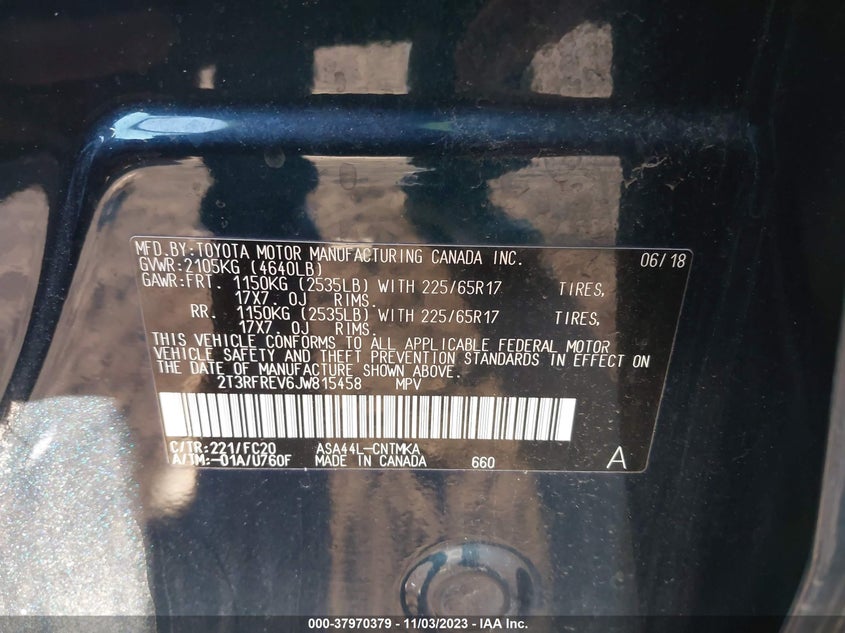 MFD.BY:TOYOTA MOTOR MANUFACTURING CANADA INC. 06/18
GVWR:2105KG (4640LB)
GAWR:FRT. 1150KG (2535LB) WITH 225/65R17 TIRES,
17X7.0J RIMS.
RR. 1150KG (2535LB) WITH 225/65R17 TIRES,
17X7.0J RIMS.
THIS VEHICLE CONFORMS TO ALL APPLICABLE FEDERAL MOTOR
VEHICLE SAFETY AND THEFT PREVENTION STANDARDS IN EFFECT ON
THE DATE OF MANUFACTURE SHOWN ABOVE.
2T3RFREV6JW815458 MPV
C/TR:221/FC20 ASA44L-CNTMKA
A/TM:-01A/U760F MADE IN CANADA 660 A
000-37970379 - 11/03/2023 - IAA Inc.